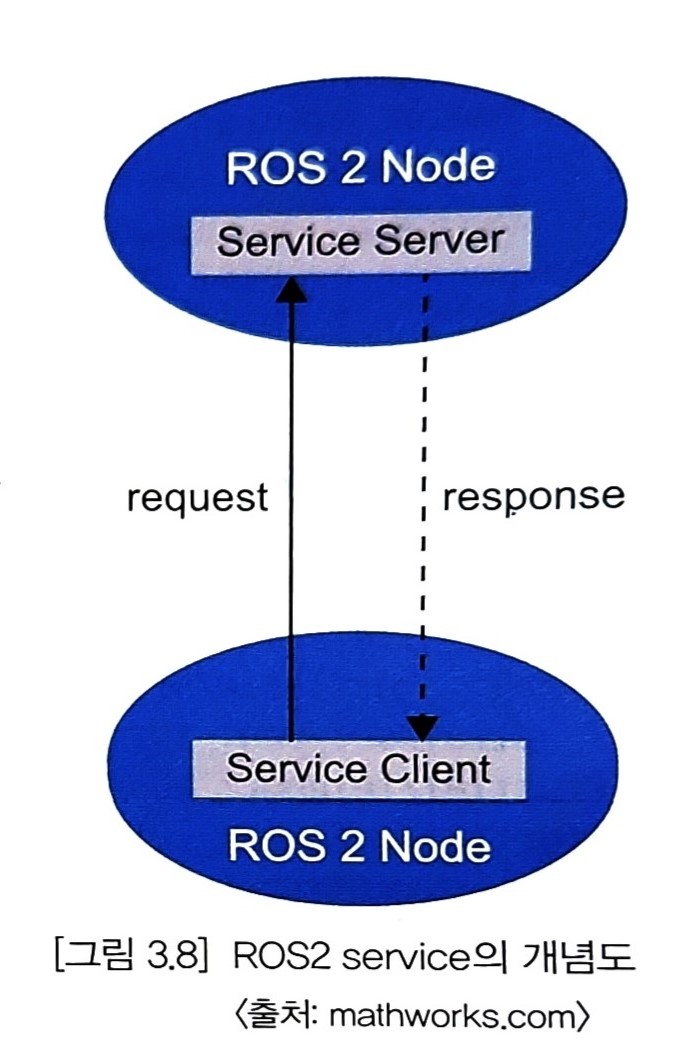 ROS 2 Node
Service Server
request
response
Service Client
ROS 2 Node
[그림 3.8] ROS2 service의 개념도
〈출처: mathworks.com〉